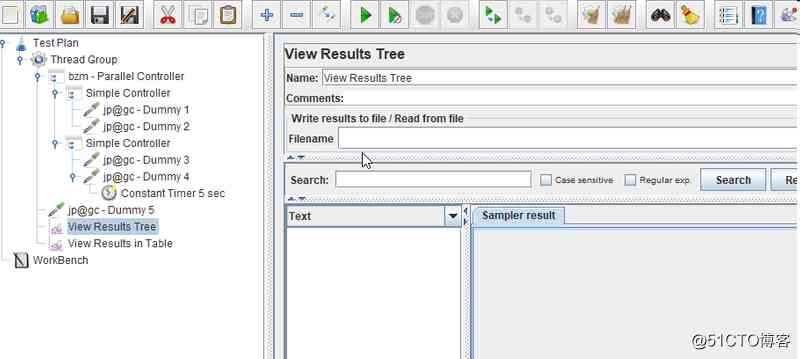 Test Plan
Thread Group
bzm - Parallel Controller
Simple Controller
jp@gc - Dummy 1
jp@gc - Dummy 2
Simple Controller
jp@gc - Dummy 3
jp@gc - Dummy 4
Constant Timer 5 sec
jp@gc - Dummy 5
View Results Tree
View Results in Table
WorkBench
View Results Tree
Name: View Results Tree
Comments:
Write results to file / Read from file
Filename
Search: Case sensitive Regular exp. Search Re
Text Sampler result
@51CTO博客